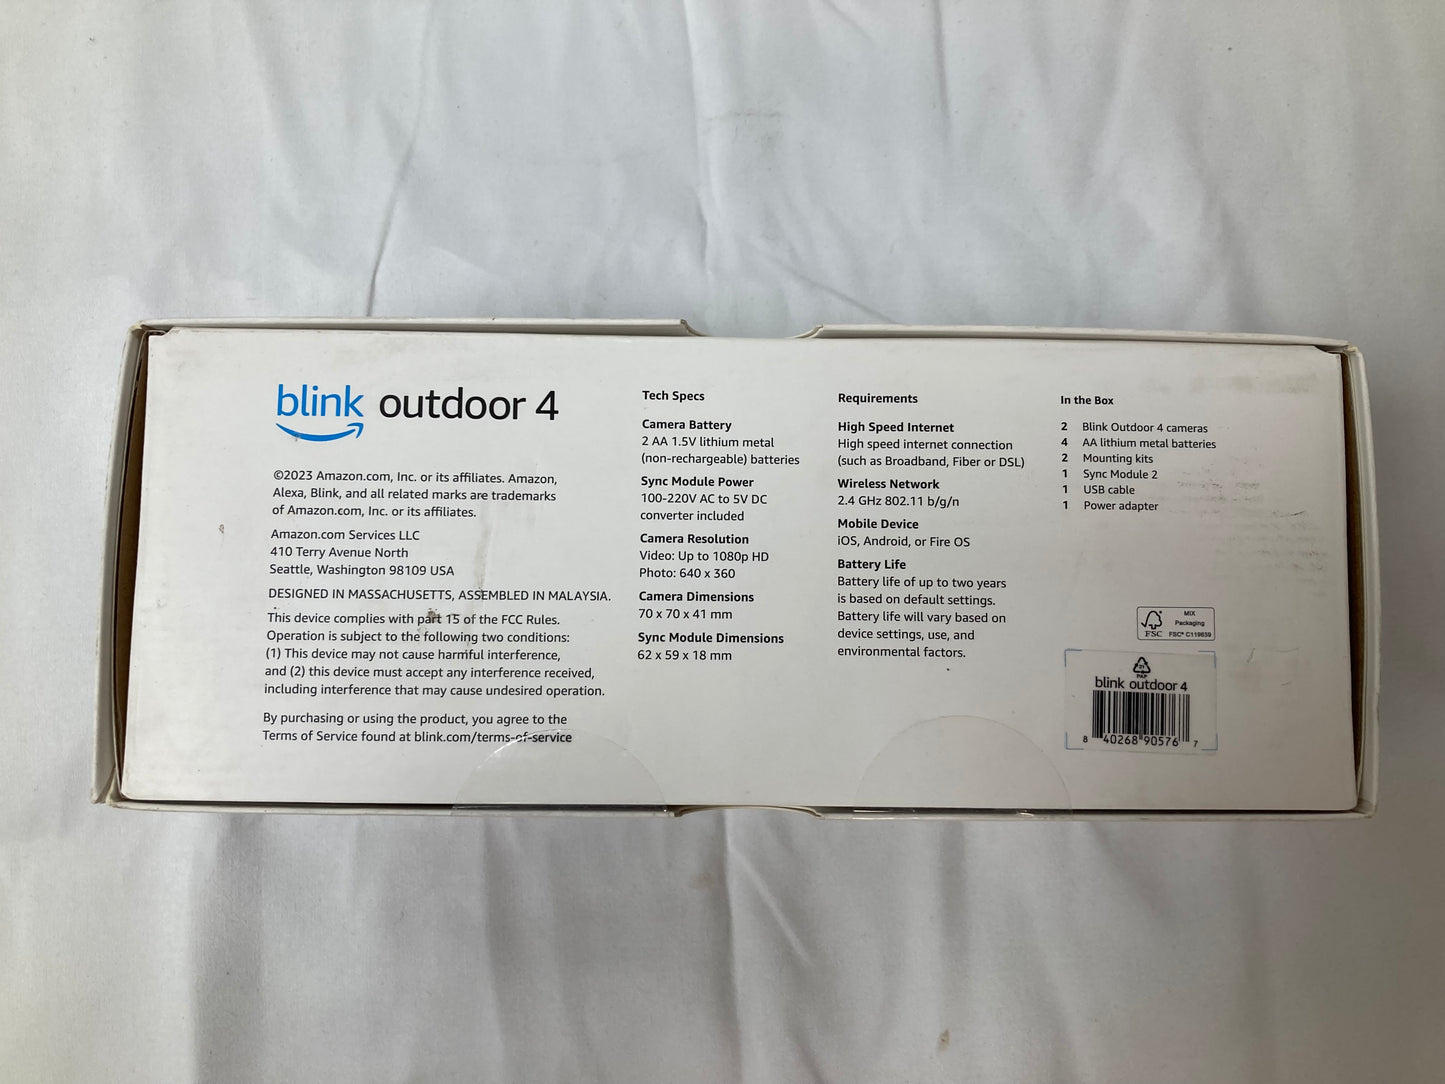 blink outdoor 4
©2023 Amazon.com, Inc. or its affiliates. Amazon,
Alexa, Blink, and all related marks are trademarks
of Amazon.com, Inc. or its affiliates.
Amazon.com Services LLC
410 Terry Avenue North
Seattle, Washington 98109 USA
DESIGNED IN MASSACHUSETTS, ASSEMBLED IN MALAYSIA.
This device complies with part 15 of the FCC Rules.
Operation is subject to the following two conditions:
(1) This device may not cause harmful interference,
and (2) this device must accept any interference received,
including interference that may cause undesired operation.
By purchasing or using the product, you agree to the
Terms of Service found at blink.com/terms-of-service
Tech Specs
Camera Battery
2 AA 1.5V lithium metal
(non-rechargeable) batteries
Sync Module Power
100-220V AC to 5V DC
converter included
Camera Resolution
Video: Up to 1080p HD
Photo: 640 x 360
Camera Dimensions
70 x 70 x 41 mm
Sync Module Dimensions
62 x 59 x 18 mm
Requirements
High Speed Internet
High speed internet connection
(such as Broadband, Fiber or DSL)
Wireless Network
2.4 GHz 802.11 b/g/n
Mobile Device
iOS, Android, or Fire OS
Battery Life
Battery life of up to two years
is based on default settings.
Battery life will vary based on
device settings, use, and
environmental factors.
In the Box
2 Blink Outdoor 4 cameras
4 AA lithium metal batteries
2 Mounting kits
1 Sync Module 2
1 USB cable
1 Power adapter
MIX
Packaging
FSC FSC® C119639
21
PAP
blink outdoor 4
8 40268 90576 7